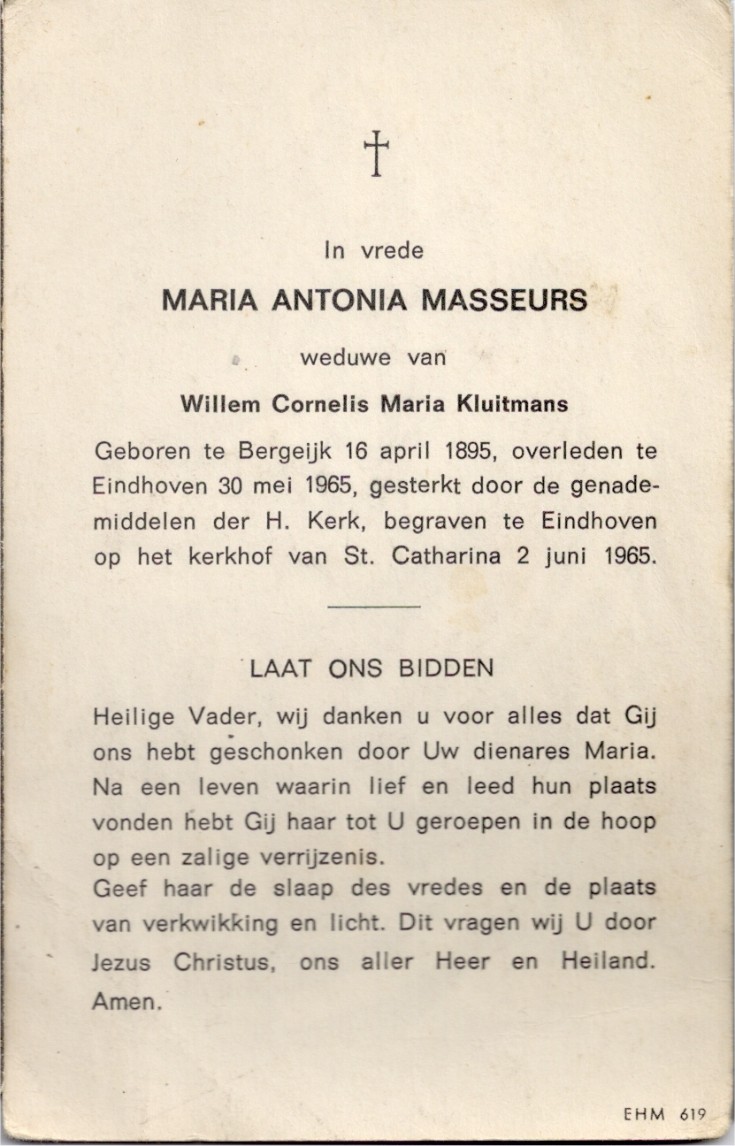 In vrede
MARIA ANTONIA MASSEURS
weduwe van
Willem Cornelis Maria Kluitmans
Geboren te Bergeijk 16 april 1895, overleden te
Eindhoven 30 mei 1965, gesterkt door de genade-
middelen der H. Kerk, begraven te Eindhoven
op het kerkhof van St. Catharina 2 juni 1965.
LAAT ONS BIDDEN
Heilige Vader, wij danken u voor alles dat Gij
ons hebt geschonken door Uw dienares Maria.
Na een leven waarin lief en leed hun plaats
vonden hebt Gij haar tot U geroepen in de hoop
op een zalige verrijzenis.
Geef haar de slaap des vredes en de plaats
van verkwikking en licht. Dit vragen wij U door
Jezus Christus, ons aller Heer en Heiland.
Amen.
EHM 619